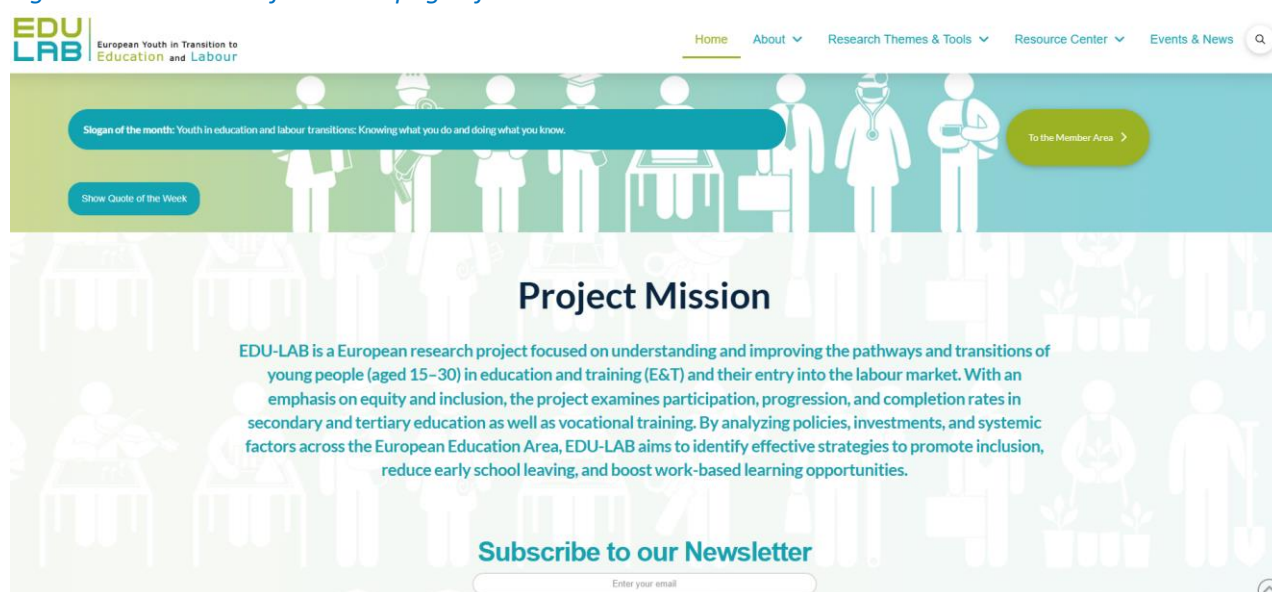 EDU
LAB
European Youth in Transition to
Education and Labour
Home About Research Themes & Tools Resource Center Events & News
Slogan of the month: Youth in education and labour transitions: Knowing what you do and doing what you know.
To the Member Area
Show Quote of the Week
Project Mission
EDU-LAB is a European research project focused on understanding and improving the pathways and transitions of
young people (aged 15–30) in education and training (E&T) and their entry into the labour market. With an
emphasis on equity and inclusion, the project examines participation, progression, and completion rates in
secondary and tertiary education as well as vocational training. By analyzing policies, investments, and systemic
factors across the European Education Area, EDU-LAB aims to identify effective strategies to promote inclusion,
reduce early school leaving, and boost work-based learning opportunities.
Subscribe to our Newsletter
Enter your email